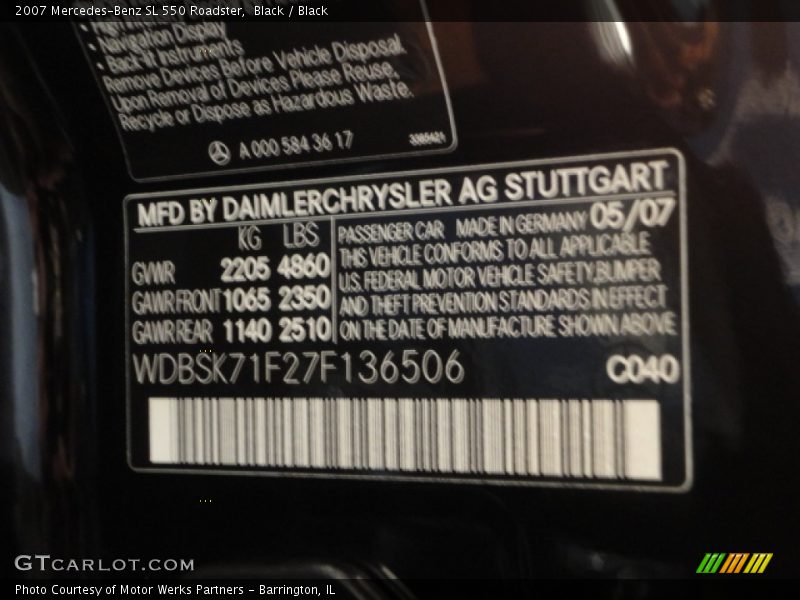 2007 Mercedes-Benz SL 550 Roadster,  Black / Black
• Navigation Display
• Back lit Instruments
Remove Devices Before Vehicle Disposal.
Upon Removal of Devices Please Reuse,
Recycle or Dispose as Hazardous Waste.
A 000 584 36 17
MFD BY DAIMLERCHRYSLER AG STUTTGART
KG LBS
GVWR 2205 4860
GAWR FRONT 1065 2350
GAWR REAR 1140 2510
PASSENGER CAR MADE IN GERMANY 05/07
THIS VEHICLE CONFORMS TO ALL APPLICABLE
U.S. FEDERAL MOTOR VEHICLE SAFETY, BUMPER
AND THEFT PREVENTION STANDARDS IN EFFECT
ON THE DATE OF MANUFACTURE SHOWN ABOVE
WDBSK71F27F136506 C040
GTCARLOT.COM
Photo Courtesy of Motor Werks Partners - Barrington, IL